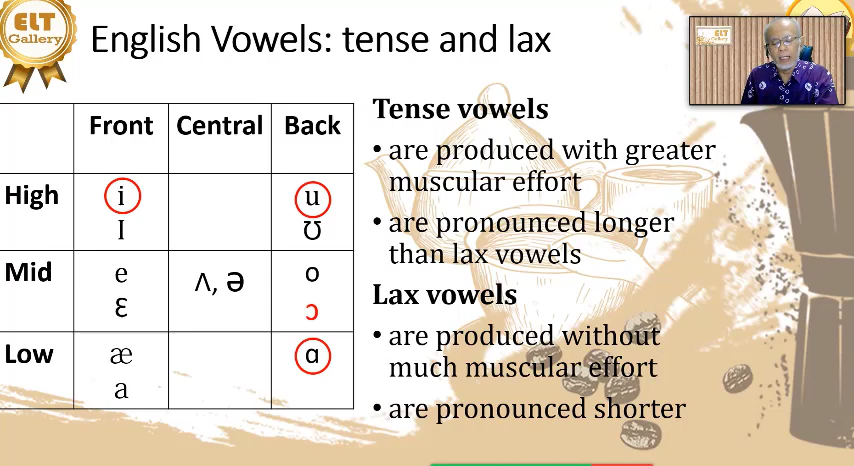 ELT
Gallery
English Vowels: tense and lax
ELT
Gallery
Front Central Back
High i u
I Ʊ
Mid e ʌ, ə o
Ɛ ɔ
Low æ ɑ
a
Tense vowels
• are produced with greater
muscular effort
• are pronounced longer
than lax vowels
Lax vowels
• are produced without
much muscular effort
• are pronounced shorter